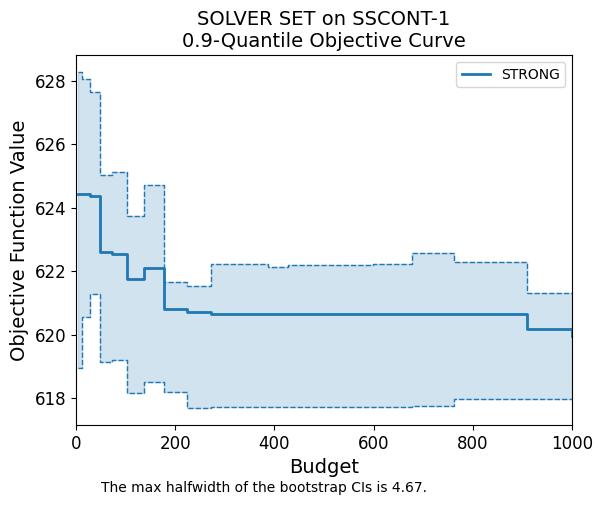 SOLVER SET on SSCONT-1
0.9-Quantile Objective Curve
STRONG
Objective Function Value
628
626
624
622
620
618
0 200 400 600 800 1000
Budget
The max halfwidth of the bootstrap CIs is 4.67.